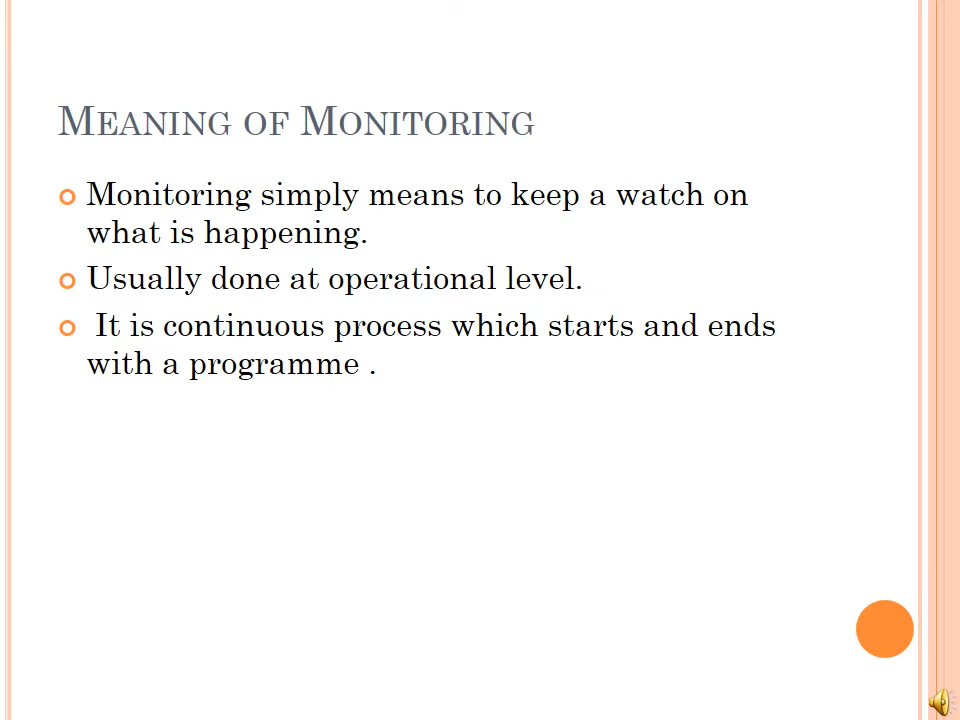 MEANING OF MONITORING
Monitoring simply means to keep a watch on
what is happening.
Usually done at operational level.
It is continuous process which starts and ends
with a programme .